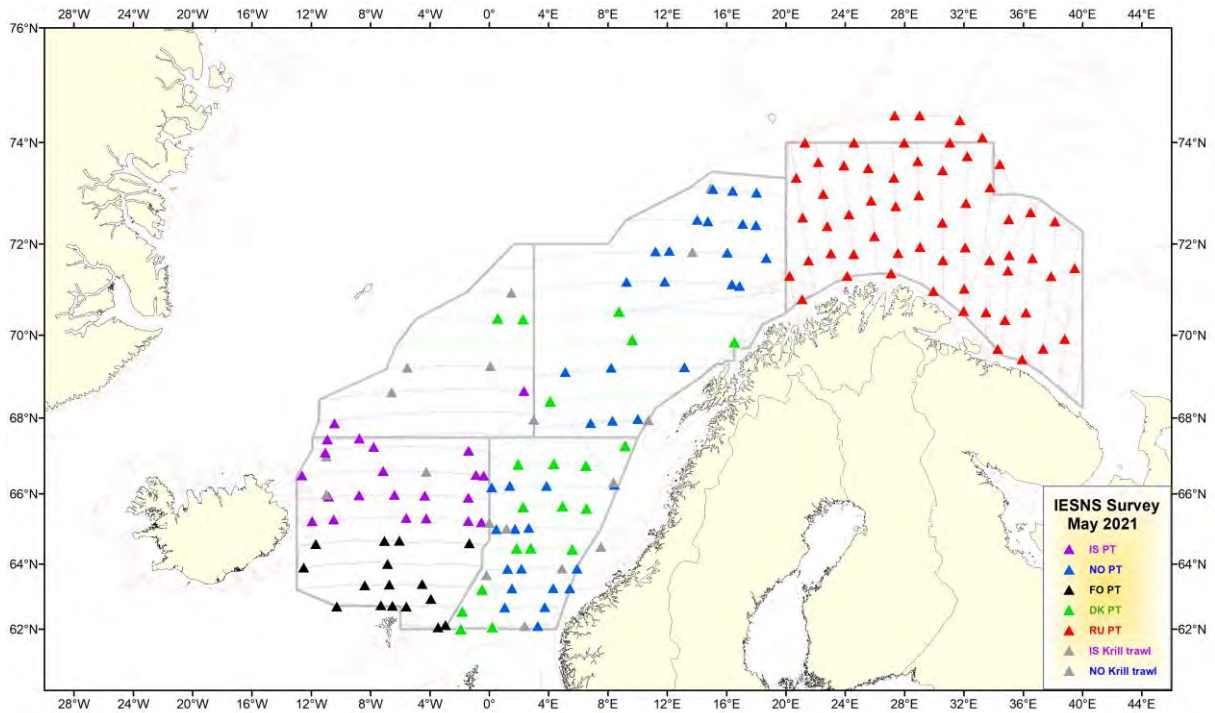 28°W 24°W 20°W 16°W 12°W 8°W 4°W 0° 4°E 8°E 12°E 16°E 20°E 24°E 28°E 32°E 36°E 40°E 44°E
76°N
74°N 74°N
72°N 72°N
70°N 70°N
68°N 68°N
66°N 66°N
64°N 64°N
62°N 62°N
IESNS Survey
May 2021
IS PT
NO PT
FO PT
DK PT
RU PT
IS Krill trawl
NO Krill trawl
28°W 24°W 20°W 16°W 12°W 8°W 4°W 0° 4°E 8°E 12°E 16°E 20°E 24°E 28°E 32°E 36°E 40°E 44°E